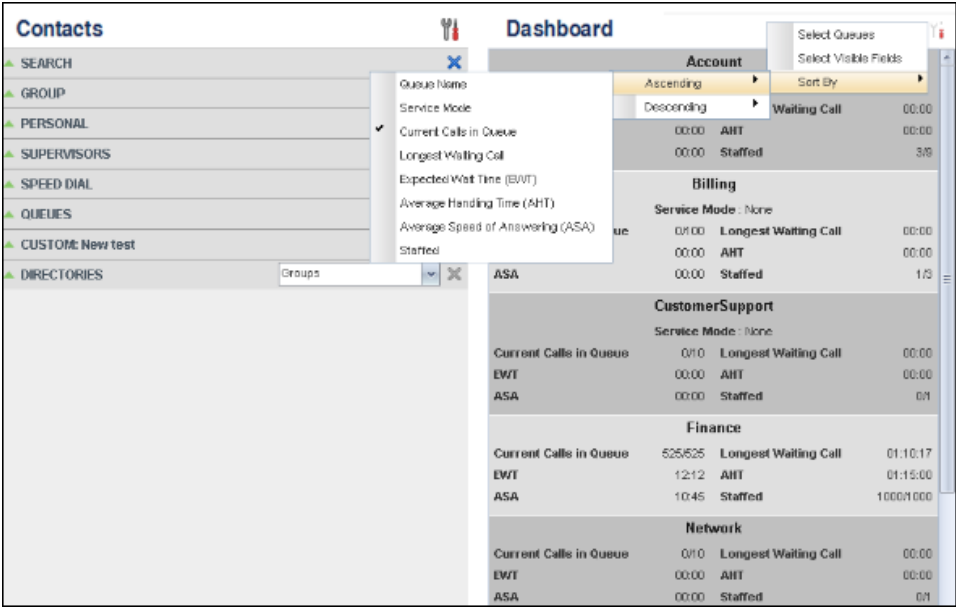 Contacts
SEARCH
GROUP
PERSONAL
SUPERVISORS
SPEED DIAL
QUEUES
CUSTOM: New test
DIRECTORIES Groups
Queue Name
Service Mode
Current Calls in Queue
Longest Waiting Call
Expected Wait Time (EWT)
Average Handling Time (AHT)
Average Speed of Answering (ASA)
Staffed
Ascending
Descending
Select Queues
Select Visible Fields
Sort By
Dashboard
Account
Waiting Call 00:00
00:00 AHT 00:00
00:00 Staffed 3/9
Billing
Service Mode : None
ue 0/100 Longest Waiting Call 00:00
00:00 AHT 00:00
ASA 00:00 Staffed 1/3
CustomerSupport
Service Mode : None
Current Calls in Queue 0/10 Longest Waiting Call 00:00
EWT 00:00 AHT 00:00
ASA 00:00 Staffed 0/1
Finance
Current Calls in Queue 525/525 Longest Waiting Call 01:10:17
EWT 12:12 AHT 01:15:00
ASA 10:45 Staffed 1000/1000
Network
Current Calls in Queue 0/10 Longest Waiting Call 00:00
EWT 00:00 AHT 00:00
ASA 00:00 Staffed 0/1